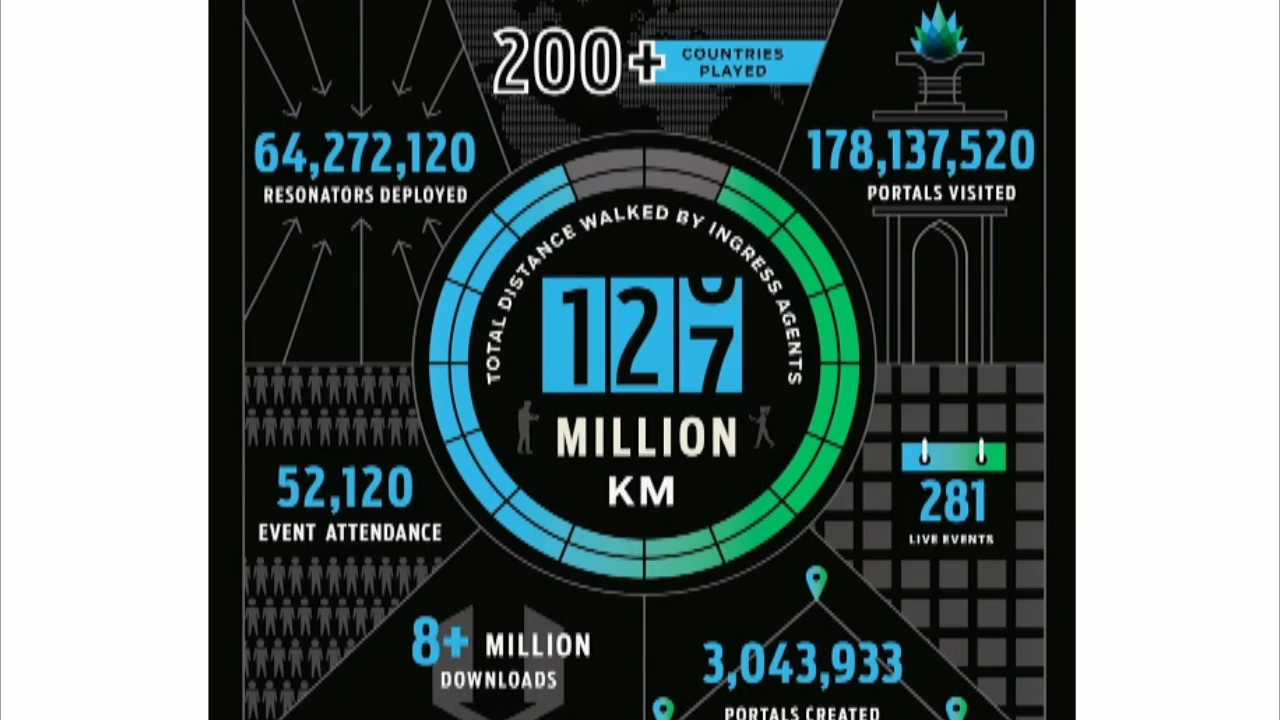 200+ COUNTRIES
PLAYED
64,272,120
RESONATORS DEPLOYED
178,137,520
PORTALS VISITED
TOTAL DISTANCE WALKED BY INGRESS AGENTS
127
MILLION
KM
52,120
EVENT ATTENDANCE
281
LIVE EVENTS
8+ MILLION
DOWNLOADS
3,043,933
PORTALS CREATED